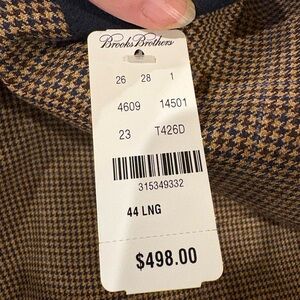 Brooks Brothers
26 28 1
4609 14501
23 T426D
315349332
44 LNG
$498.00